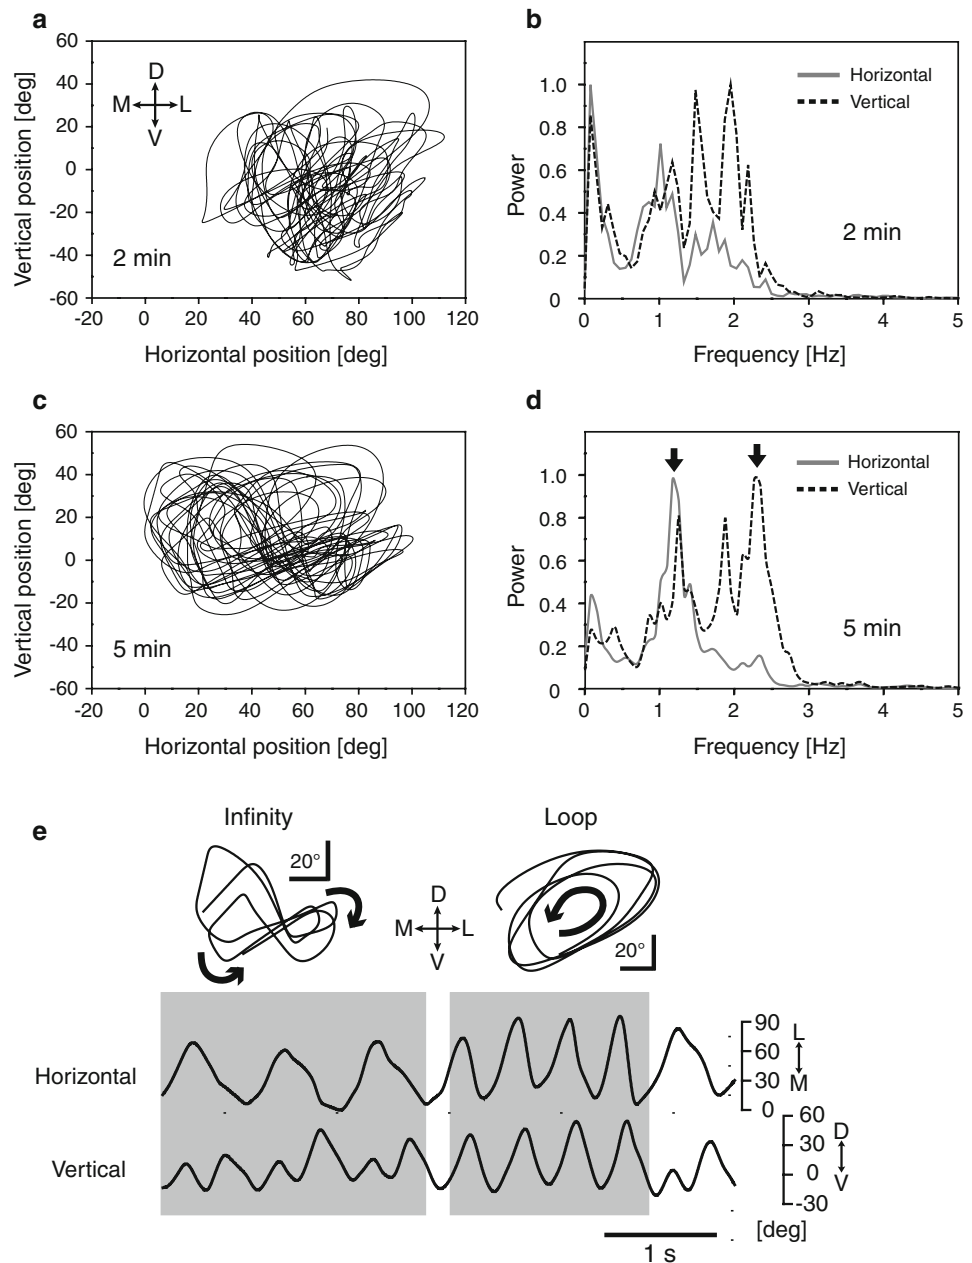 a
60
40
20
0
-20
-40
-60
Vertical position [deg]
D
M L
V
2 min
-20 0 20 40 60 80 100 120
Horizontal position [deg]
b
1.0
0.8
0.6
0.4
0.2
0
Power
Horizontal
Vertical
2 min
0 1 2 3 4 5
Frequency [Hz]
c
60
40
20
0
-20
-40
-60
Vertical position [deg]
5 min
-20 0 20 40 60 80 100 120
Horizontal position [deg]
d
1.0
0.8
0.6
0.4
0.2
0
Power
Horizontal
Vertical
5 min
0 1 2 3 4 5
Frequency [Hz]
e
Infinity
Loop
20°
D
M L
V
20°
Horizontal
90
60
30
0
L
M
Vertical
60
30
0
-30
D
V
[deg]
1 s